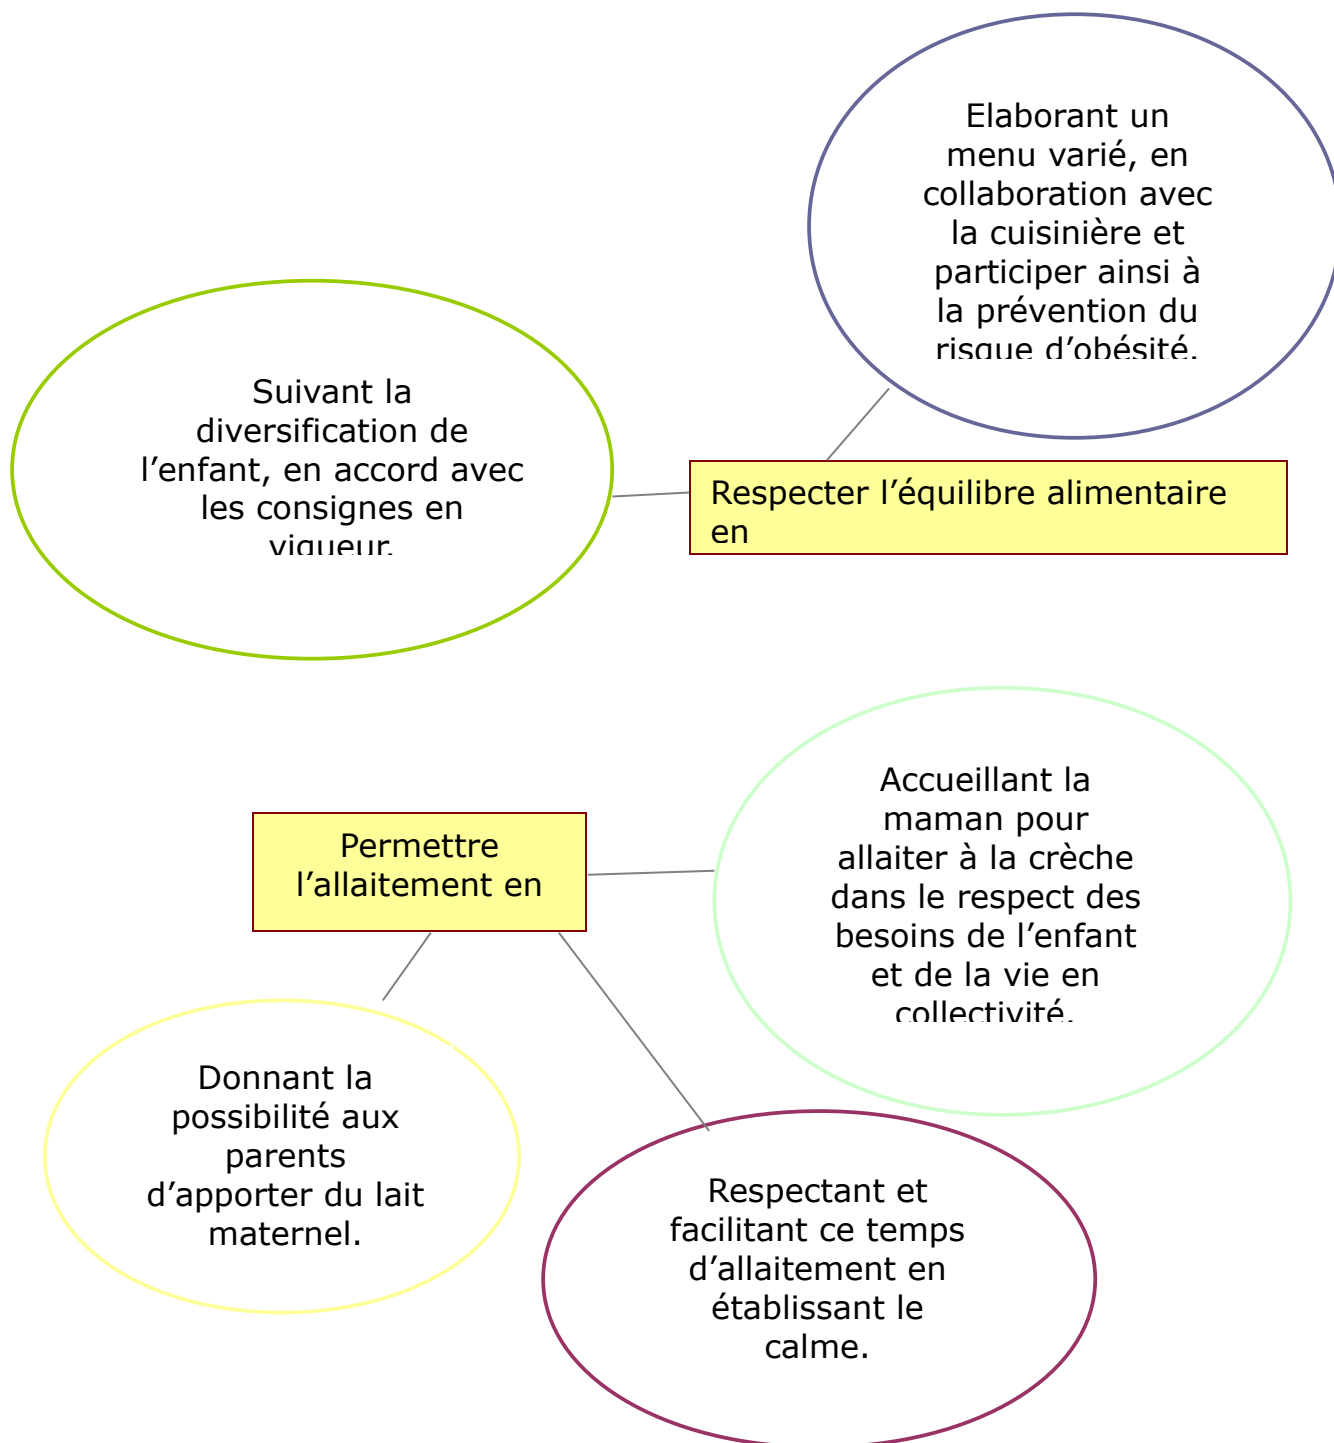 Elaborant un
menu varié, en
collaboration avec
la cuisinière et
participer ainsi à
la prévention du
risque d’obésité.
Suivant la
diversification de
l’enfant, en accord avec
les consignes en
vigueur.
Respecter l’équilibre alimentaire
en
Accueillant la
maman pour
allaiter à la crèche
dans le respect des
besoins de l’enfant
et de la vie en
collectivité.
Permettre
l’allaitement en
Donnant la
possibilité aux
parents
d’apporter du lait
maternel.
Respectant et
facilitant ce temps
d’allaitement en
établissant le
calme.